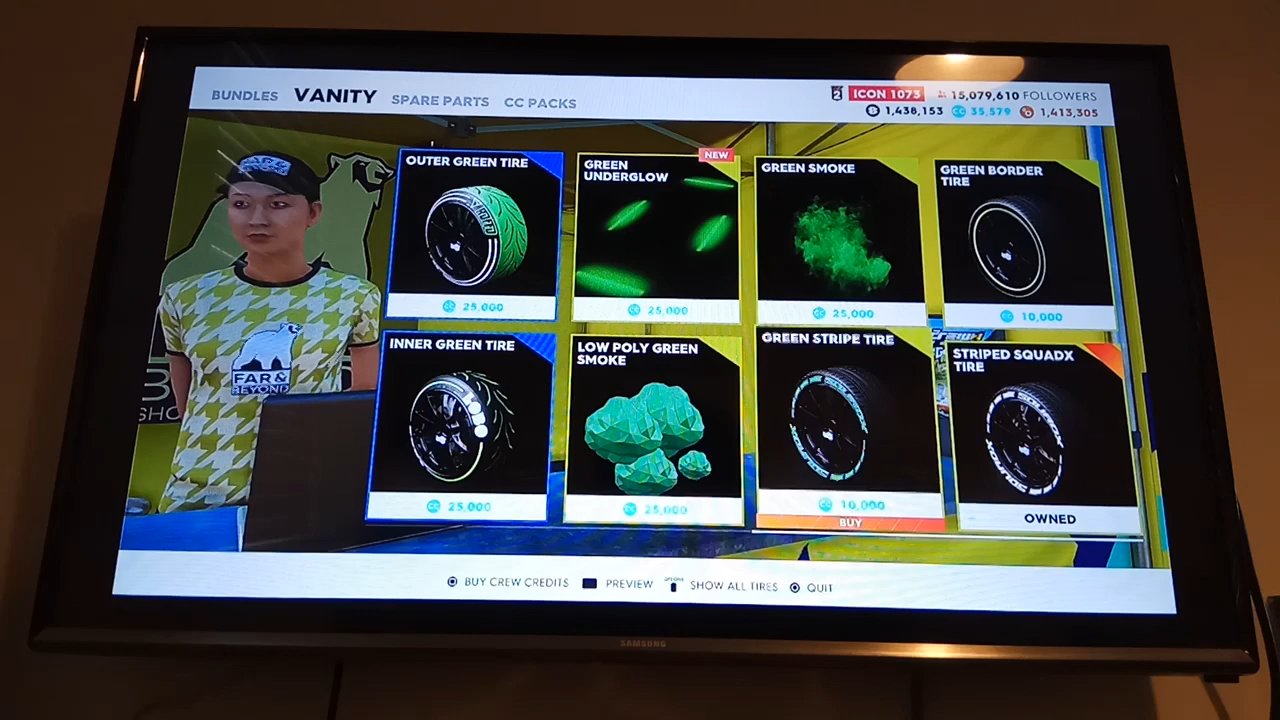 BUNDLES VANITY SPARE PARTS CC PACKS
2 ICON 1073 15,079,610 FOLLOWERS
1,438,153 35,579 1,413,305
OUTER GREEN TIRE
25,000
NEW
GREEN
UNDERGLOW
25,000
GREEN SMOKE
25,000
GREEN BORDER
TIRE
10,000
INNER GREEN TIRE
LOBO
25,000
LOW POLY GREEN
SMOKE
25,000
GREEN STRIPE TIRE
10,000
BUY
STRIPED SQUADX
TIRE
OWNED
FAR &
BEYOND
BUY CREW CREDITS PREVIEW OPTIONS SHOW ALL TIRES QUIT
SAMSUNG